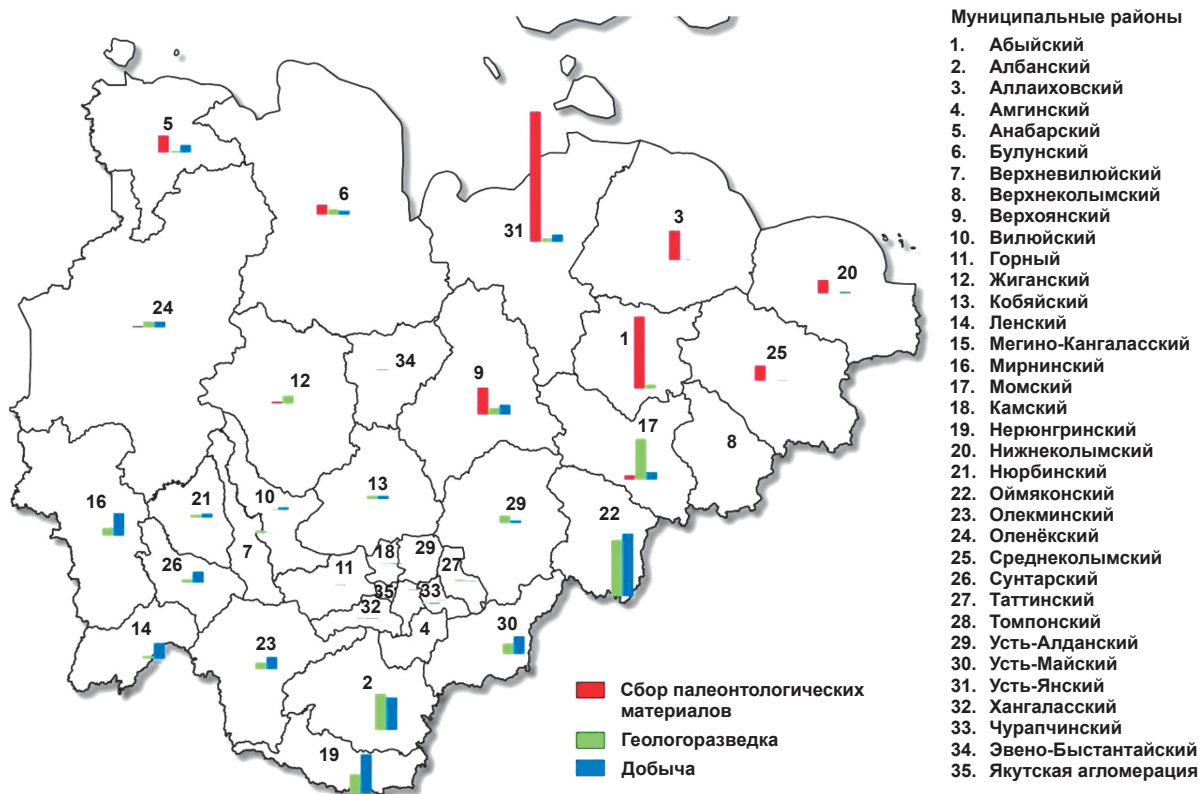 5
6
31
3
20
24
34
1
25
12
9
17
8
13
16
21
10
29
22
7
18
29
27
11
26
35
33
32
4
14
23
30
2
19
Сбор палеонтологических
материалов
Геологоразведка
Добыча
Муниципальные районы
1. Абыйский
2. Албанский
3. Аллаиховский
4. Амгинский
5. Анабарский
6. Булунский
7. Верхневилюйский
8. Верхнеколымский
9. Верхоянский
10. Вилюйский
11. Горный
12. Жиганский
13. Кобяйский
14. Ленский
15. Мегино-Кангаласский
16. Мирнинский
17. Момский
18. Камский
19. Нерюнгринский
20. Нижнеколымский
21. Нюрбинский
22. Оймяконский
23. Олекминский
24. Оленёкский
25. Среднеколымский
26. Сунтарский
27. Таттинский
28. Томпонский
29. Усть-Алданский
30. Усть-Майский
31. Усть-Янский
32. Хангаласский
33. Чурапчинский
34. Эвено-Быстантайский
35. Якутская агломерация